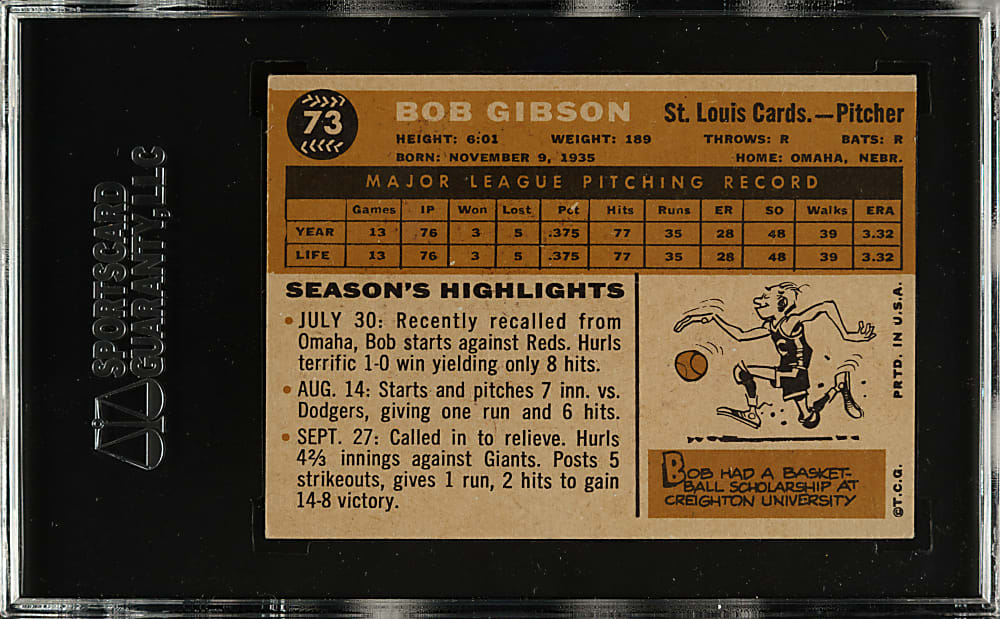 SPORTSCARD
GUARANTY, LLC
73
BOB GIBSON St. Louis Cards.—Pitcher
HEIGHT: 6:01 WEIGHT: 189 THROWS: R BATS: R
BORN: NOVEMBER 9, 1935 HOME: OMAHA, NEBR.
MAJOR LEAGUE PITCHING RECORD
Games IP Won Lost Pct Hits Runs ER SO Walks ERA
YEAR 13 76 3 5 .375 77 35 28 48 39 3.32
LIFE 13 76 3 5 .375 77 35 28 48 39 3.32
SEASON'S HIGHLIGHTS
• JULY 30: Recently recalled from
Omaha, Bob starts against Reds. Hurls
terrific 1-0 win yielding only 8 hits.
• AUG. 14: Starts and pitches 7 inn. vs.
Dodgers, giving one run and 6 hits.
• SEPT. 27: Called in to relieve. Hurls
4⅔ innings against Giants. Posts 5
strikeouts, gives 1 run, 2 hits to gain
14-8 victory.
C
BOB HAD A BASKET-
BALL SCHOLARSHIP AT
CREIGHTON UNIVERSITY
PRTD. IN U.S.A.
©T.C.G.